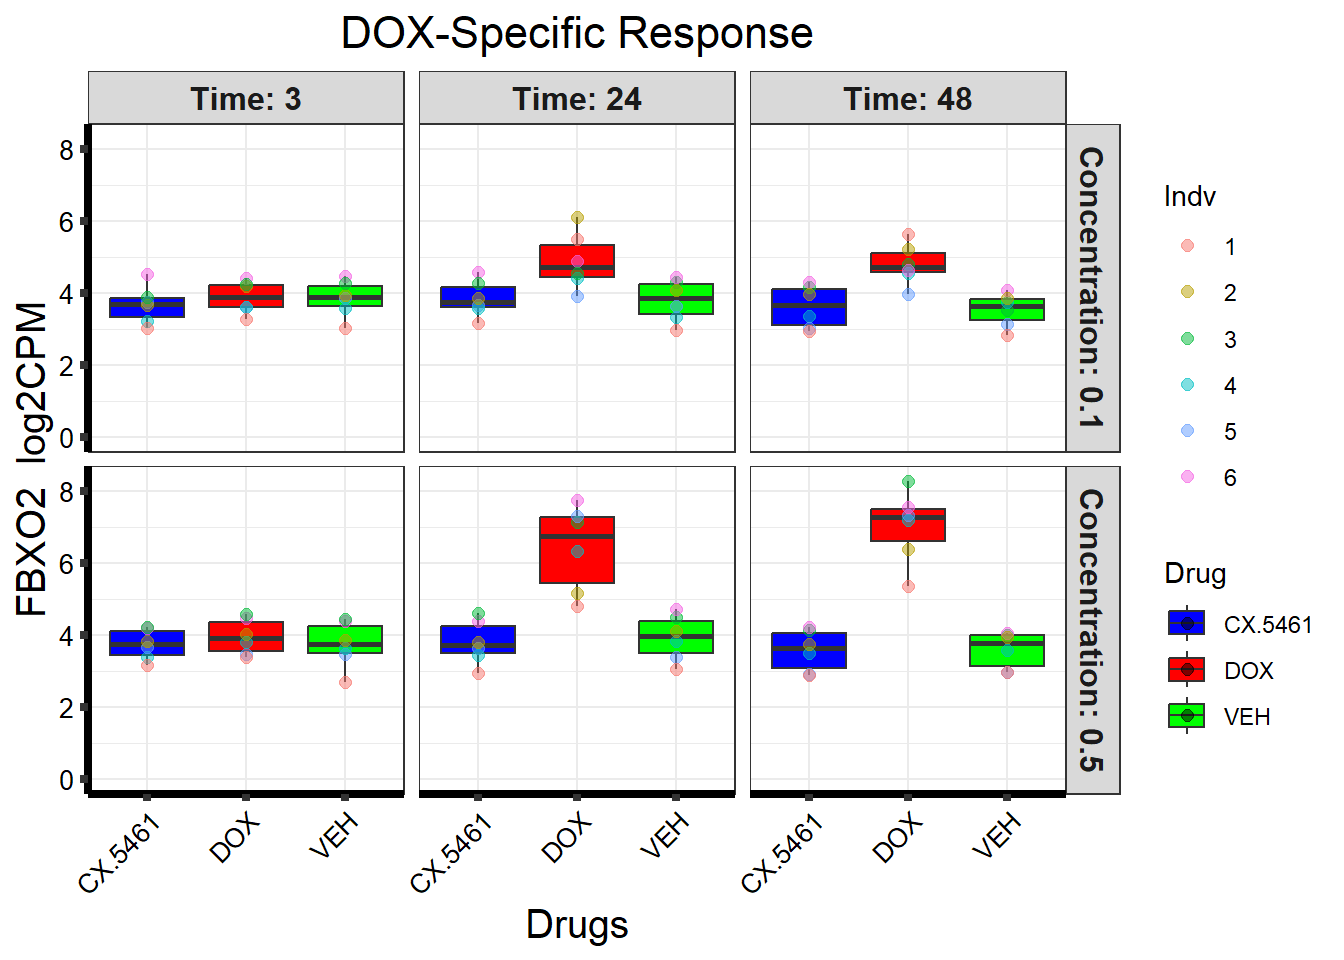 DOX-Specific Response
Time: 3
Time: 24
Time: 48
FBXO2 log2CPM
8
6
4
2
0
Concentration: 0.1
8
6
4
2
0
Concentration: 0.5
CX.5461
DOX
VEH
CX.5461
DOX
VEH
CX.5461
DOX
VEH
Drugs
Indv
1
2
3
4
5
6
Drug
CX.5461
DOX
VEH